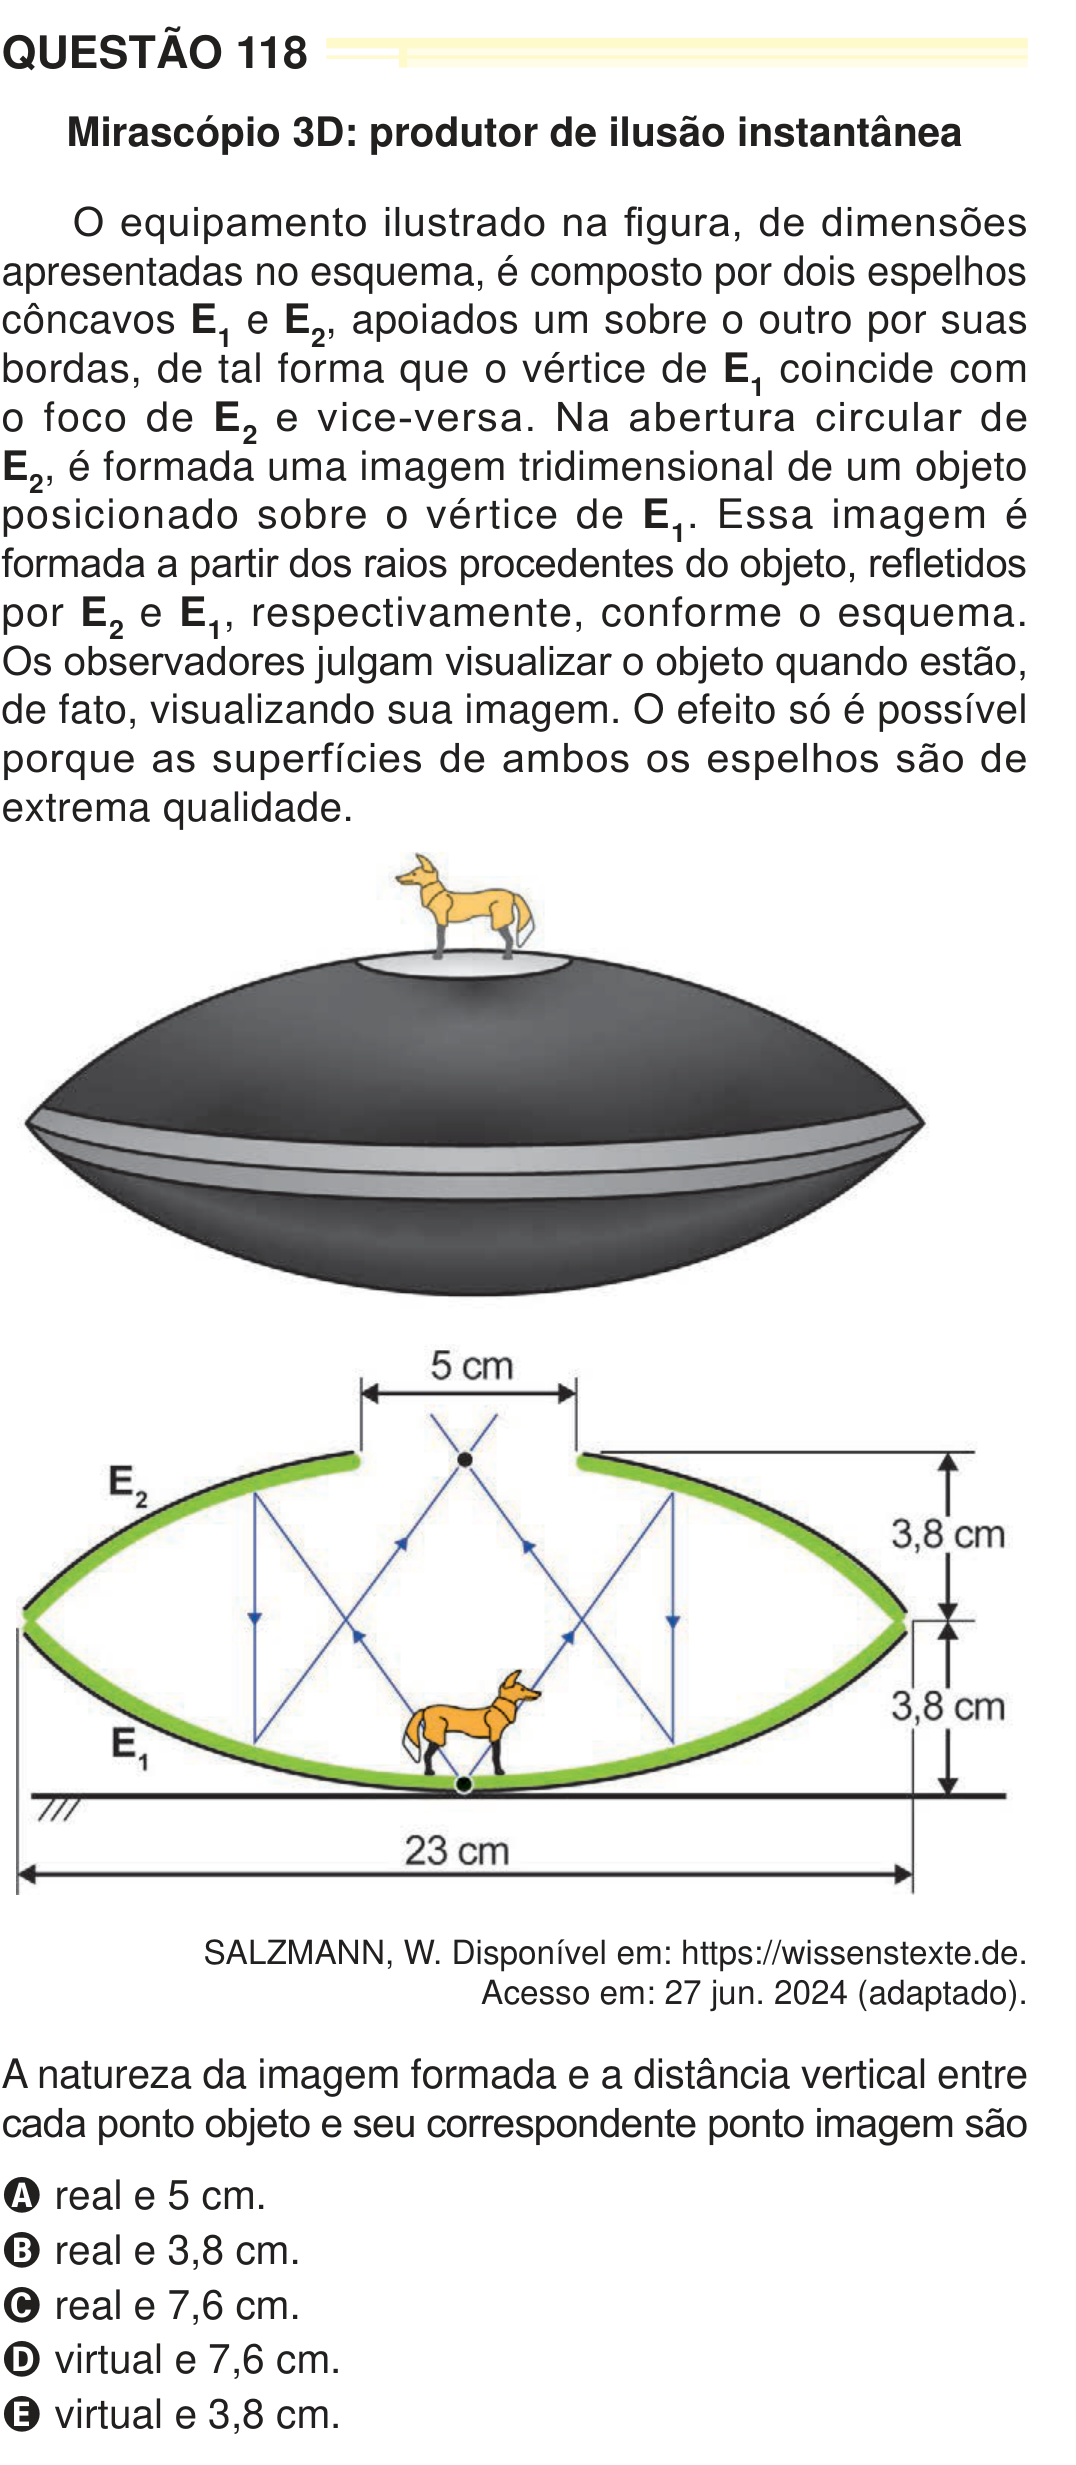 QUESTÃO 118
Mirascópio 3D: produtor de ilusão instantânea
O equipamento ilustrado na figura, de dimensões
apresentadas no esquema, é composto por dois espelhos
côncavos E1 e E2, apoiados um sobre o outro por suas
bordas, de tal forma que o vértice de E1 coincide com
o foco de E2 e vice-versa. Na abertura circular de
E2, é formada uma imagem tridimensional de um objeto
posicionado sobre o vértice de E1. Essa imagem é
formada a partir dos raios procedentes do objeto, refletidos
por E2 e E1, respectivamente, conforme o esquema.
Os observadores julgam visualizar o objeto quando estão,
de fato, visualizando sua imagem. O efeito só é possível
porque as superfícies de ambos os espelhos são de
extrema qualidade.
5 cm
E2
3,8 cm
3,8 cm
E1
23 cm
SALZMANN, W. Disponível em: https://wissenstexte.de.
Acesso em: 27 jun. 2024 (adaptado).
A natureza da imagem formada e a distância vertical entre
cada ponto objeto e seu correspondente ponto imagem são
A real e 5 cm.
B real e 3,8 cm.
C real e 7,6 cm.
D virtual e 7,6 cm.
E virtual e 3,8 cm.